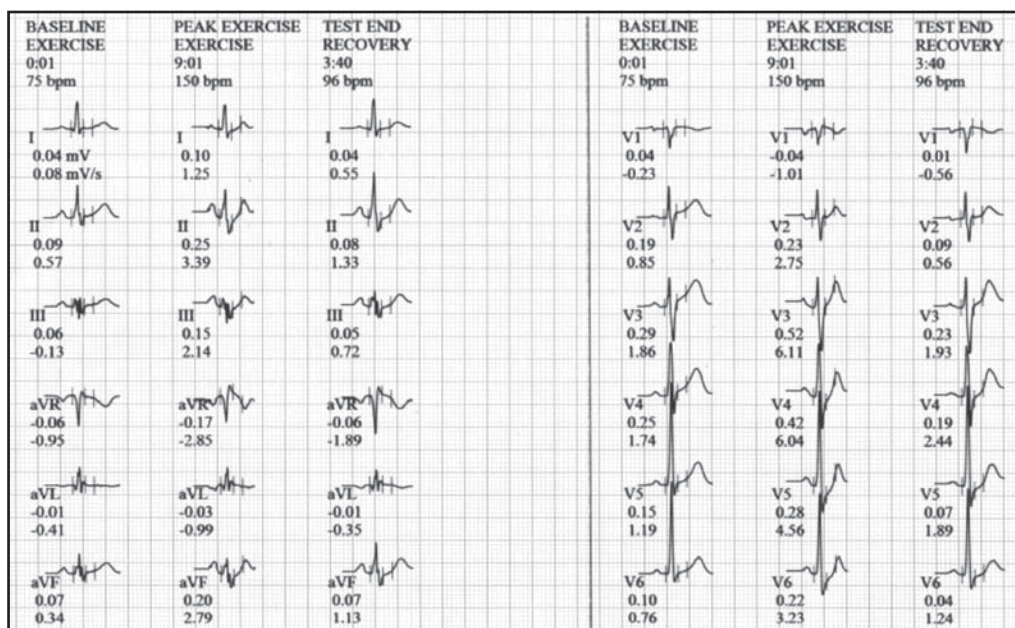 BASELINE
EXERCISE
0:01
75 bpm
PEAK EXERCISE
EXERCISE
9:01
150 bpm
TEST END
RECOVERY
3:40
96 bpm
I
0.04 mV
0.08 mV/s
I
0.10
1.25
I
0.04
0.55
II
0.09
0.57
II
0.25
3.39
II
0.08
1.33
III
0.06
-0.13
III
0.15
2.14
III
0.05
0.72
aVR
-0.06
-0.95
aVR
-0.17
-2.85
aVR
-0.06
-1.89
aVL
-0.01
-0.41
aVL
-0.03
-0.99
aVL
-0.01
-0.35
aVF
0.07
0.34
aVF
0.20
2.79
aVF
0.07
1.13
BASELINE
EXERCISE
0:01
75 bpm
PEAK EXERCISE
EXERCISE
9:01
150 bpm
TEST END
RECOVERY
3:40
96 bpm
V1
0.04
-0.23
V1
-0.04
-1.01
V1
0.01
-0.56
V2
0.19
0.85
V2
0.23
2.75
V2
0.09
0.56
V3
0.29
1.86
V3
0.52
6.11
V3
0.23
1.93
V4
0.25
1.74
V4
0.42
6.04
V4
0.19
2.44
V5
0.15
1.19
V5
0.28
4.56
V5
0.07
1.89
V6
0.10
0.76
V6
0.22
3.23
V6
0.04
1.24